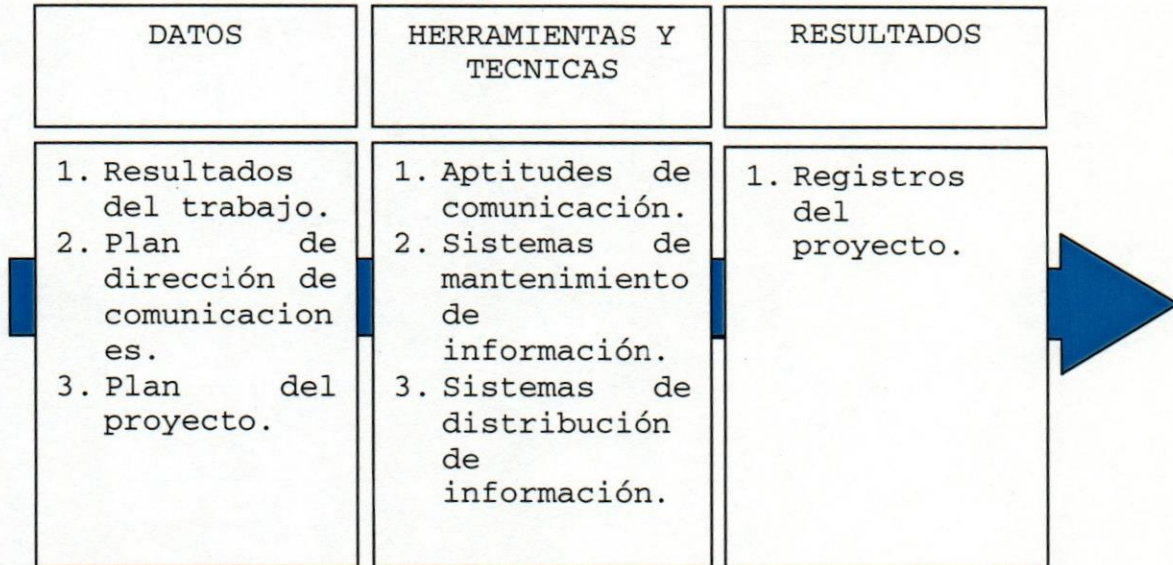 DATOS
HERRAMIENTAS Y
TECNICAS
RESULTADOS
1. Resultados
del trabajo.
2. Plan de
dirección de
comunicacion
es.
3. Plan del
proyecto.
1. Aptitudes de
comunicación.
2. Sistemas de
mantenimiento
de
información.
3. Sistemas de
distribución
de
información.
1. Registros
del
proyecto.